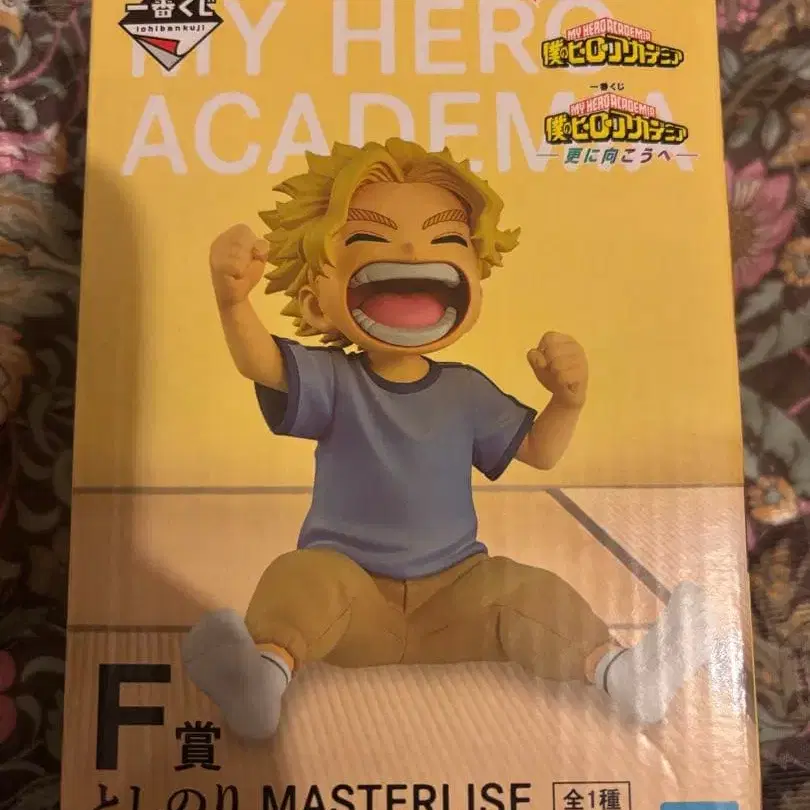 一番くじ
Ichibankuji
MY HERO
ACADEMIA
MY HERO ACADEMIA
僕のヒーローアカデミア
一番くじ
MY HERO ACADEMIA
僕のヒーローアカデミア
更に向こうへ
F賞
としのり MASTERLISE 全1種